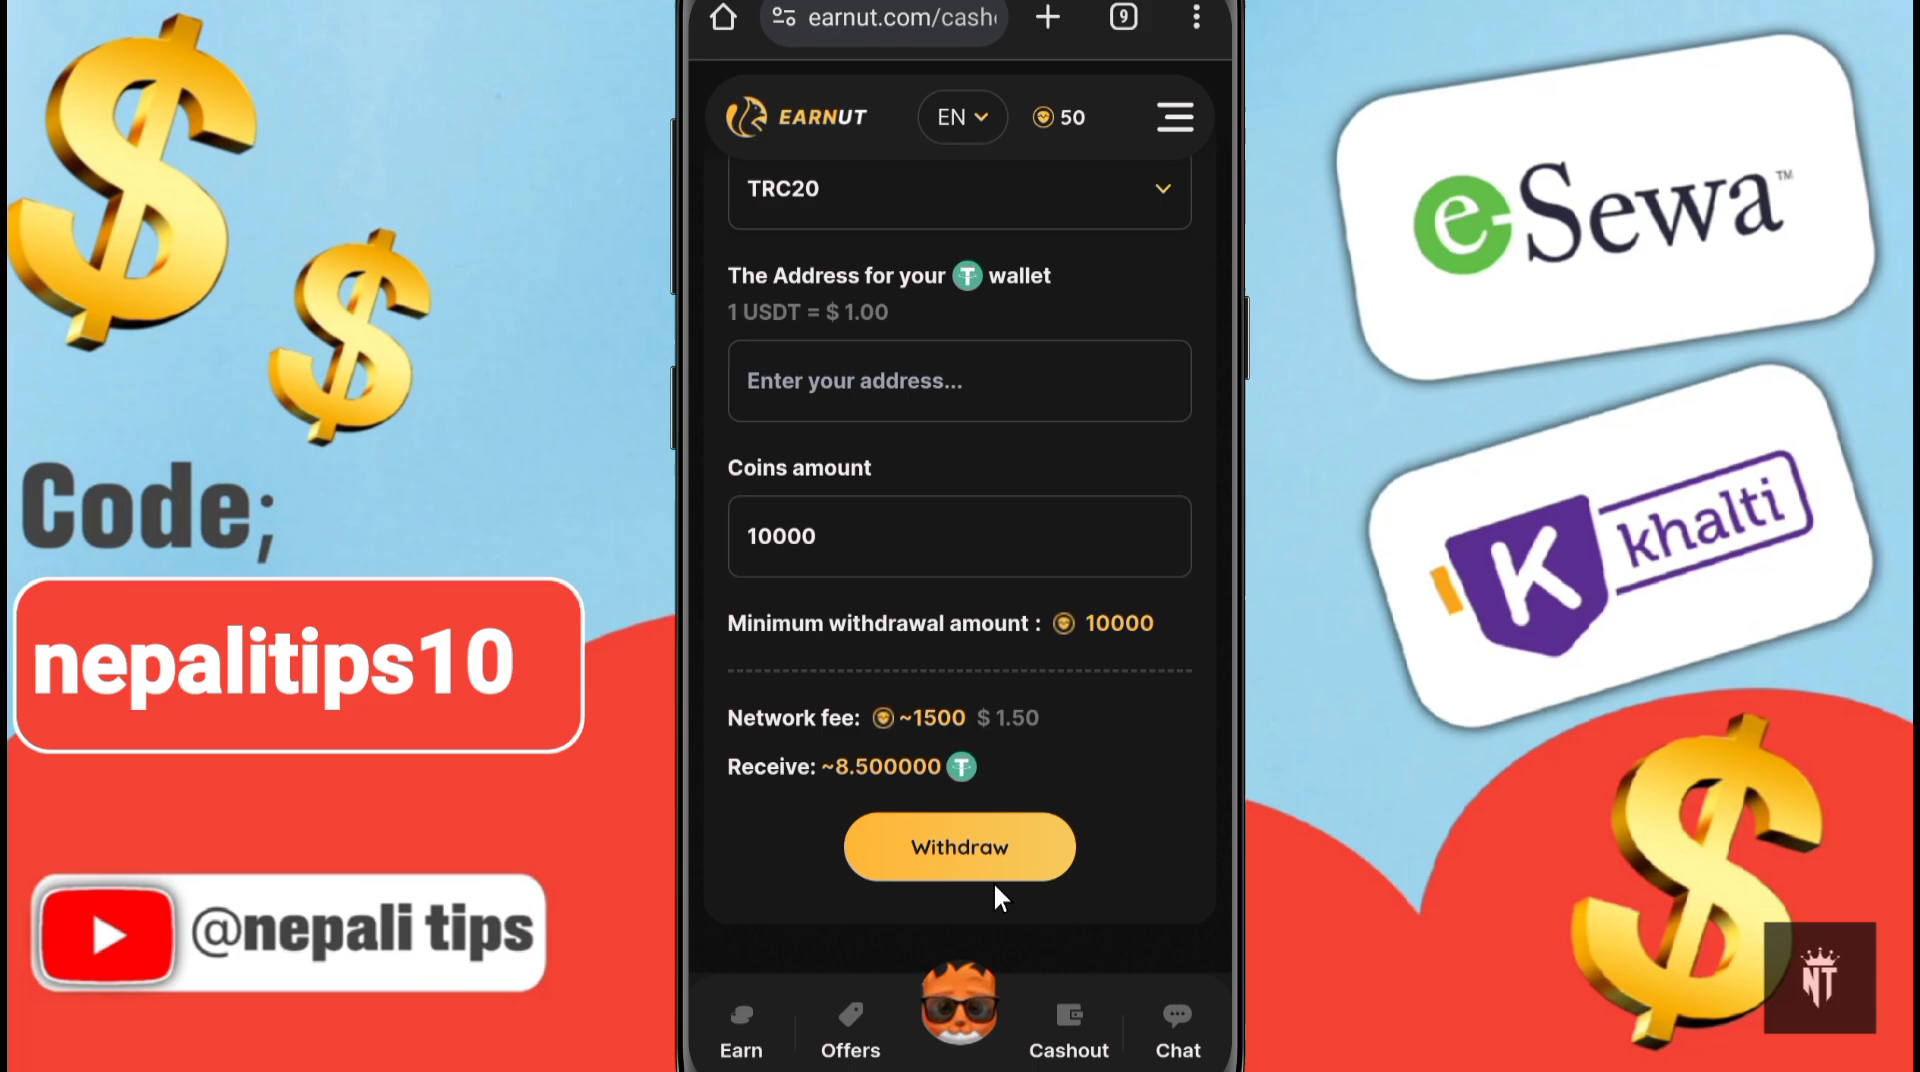 earnut.com/cash
9
EARNUT
EN
50
TRC20
The Address for your T wallet
1 USDT = $ 1.00
Enter your address...
Coins amount
10000
Minimum withdrawal amount : 10000
Network fee: ~1500 $ 1.50
Receive: ~8.500000 T
Withdraw
Earn
Offers
Cashout
Chat
Code;
nepalitips10
@nepali tips
e-Sewa™
K khalti
NT